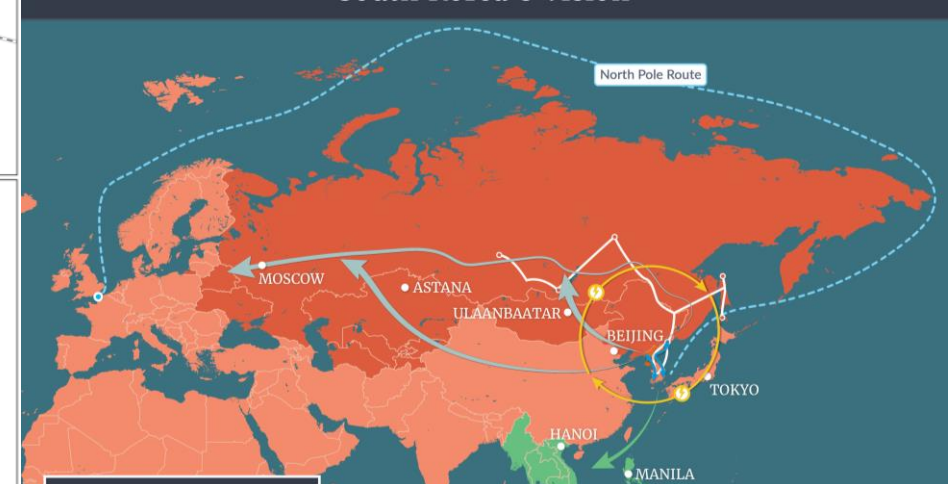 North Pole Route
MOSCOW
ASTANA
ULAANBAATAR
BEIJING
TOKYO
HANOI
MANILA